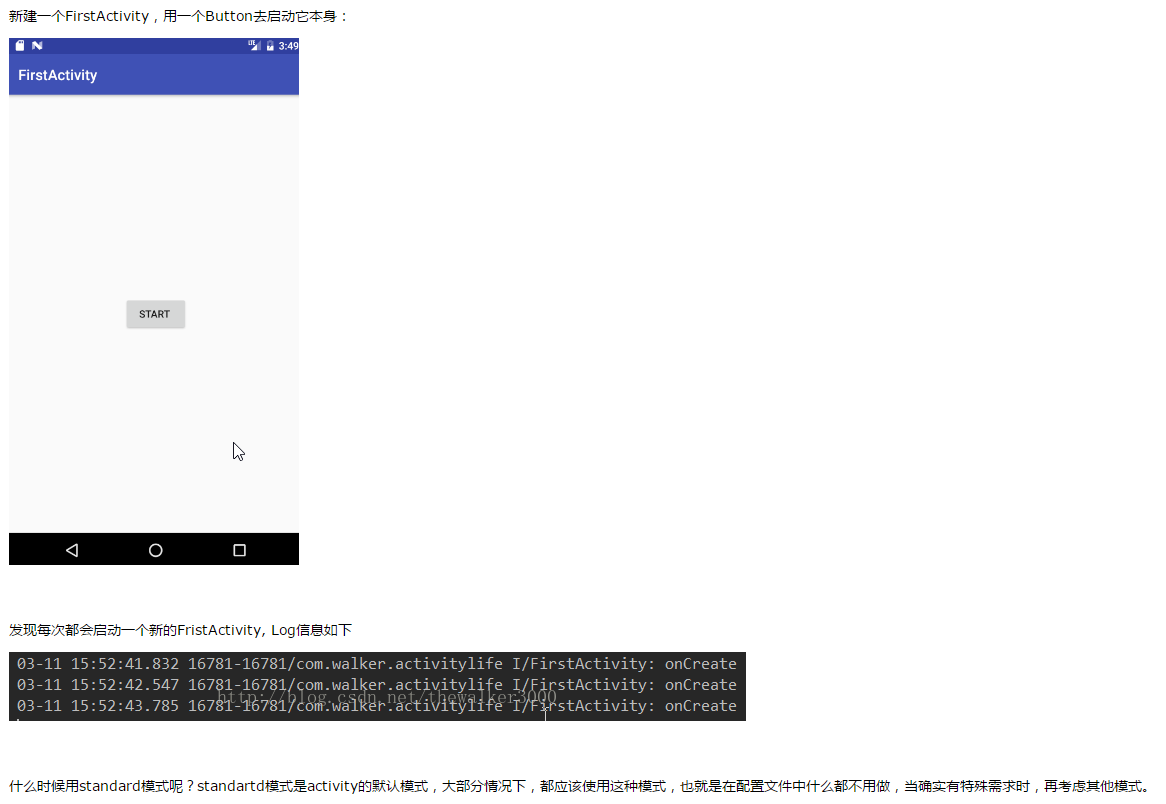 新建一个FirstActivity，用一个Button去启动它本身：
3:49
FirstActivity
START
发现每次都会启动一个新的FristActivity, Log信息如下
03-11 15:52:41.832 16781-16781/com.walker.activitylife I/FirstActivity: onCreate
03-11 15:52:42.547 16781-16781/com.walker.activitylife I/FirstActivity: onCreate
http://blog.csdn.net/thewalker3000
03-11 15:52:43.785 16781-16781/com.walker.activitylife I/FirstActivity: onCreate
什么时候用standard模式呢？standartd模式是activity的默认模式，大部分情况下，都应该使用这种模式，也就是在配置文件中什么都不用做，当确实有特殊需求时，再考虑其他模式。